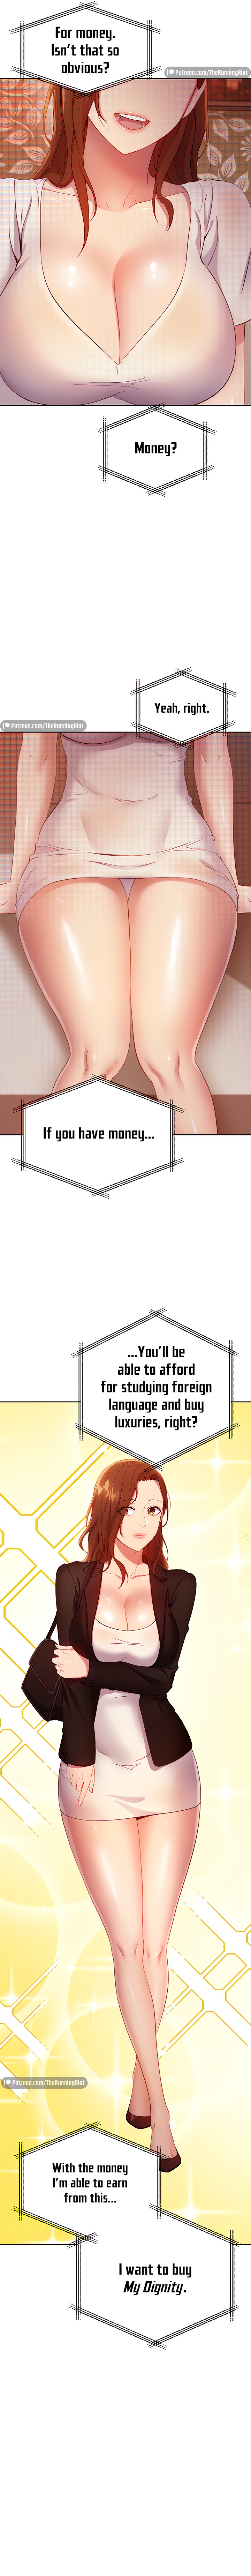 For money.
Isn't that so
obvious?
Patreon.com/TheRunningRiot
Money?
Yeah, right.
Patreon.com/TheRunningRiot
If you have money...
...You'll be
able to afford
for studying foreign
language and buy
luxuries, right?
Patreon.com/TheRunningRiot
With the money
I'm able to earn
from this...
I want to buy
My Dignity.